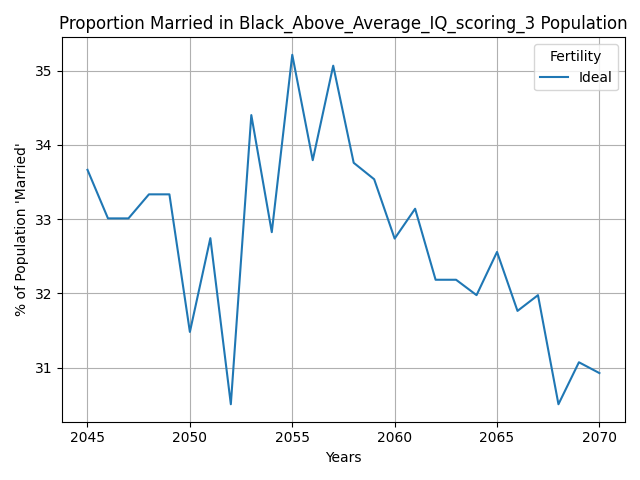 Proportion Married in Black_Above_Average_IQ_scoring_3 Population
Fertility
Ideal
% of Population 'Married'
35
34
33
32
31
2045 2050 2055 2060 2065 2070
Years